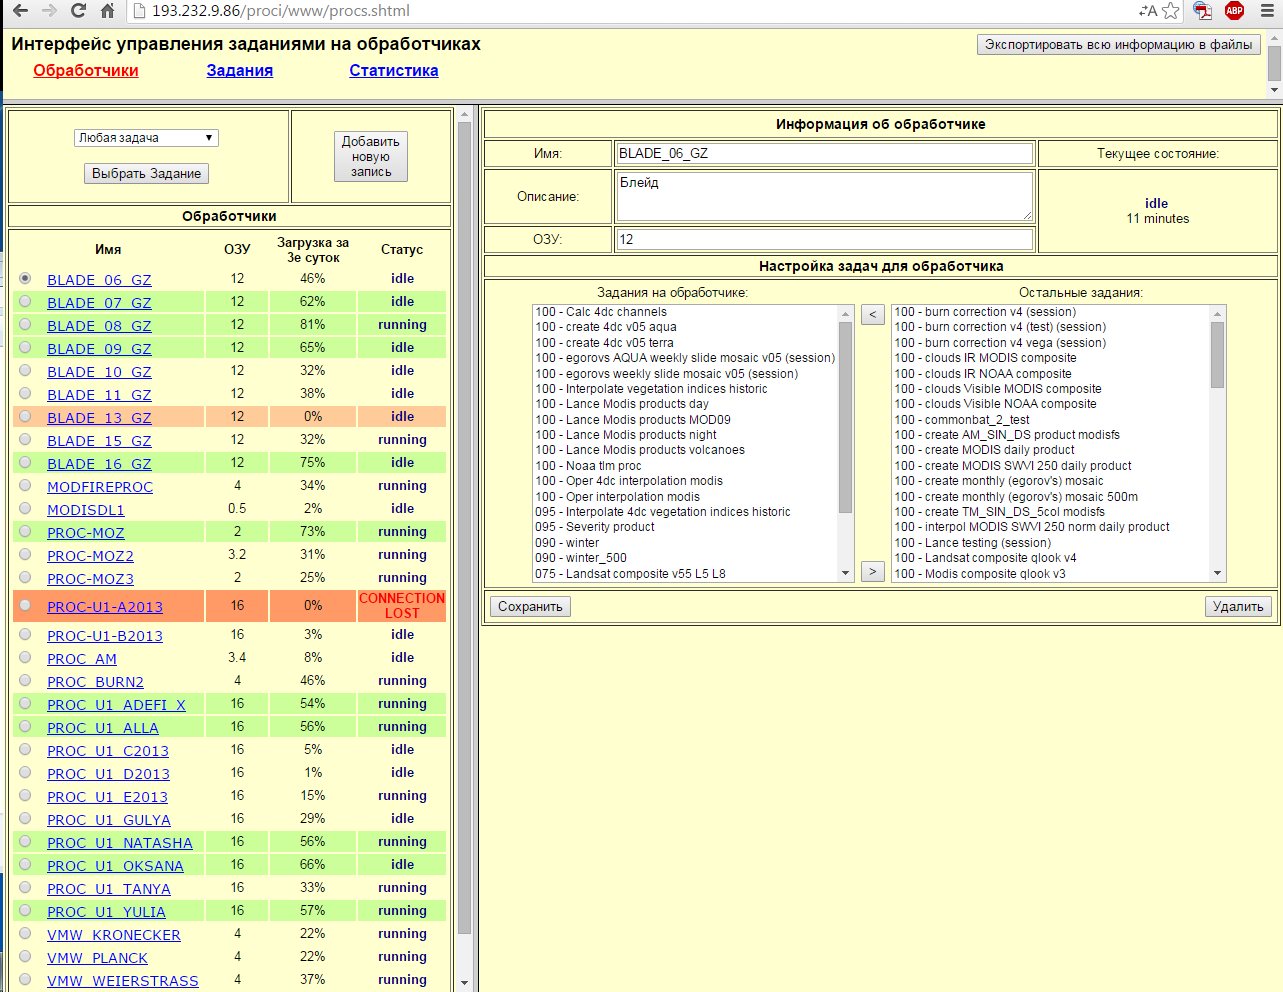 193.232.9.86/proci/www/procs.shtml
Интерфейс управления заданиями на обработчиках
Экспортировать всю информацию в файлы
Обработчики Задания Статистика
Любая задача
Выбрать Задание
Добавить
новую
запись
Обработчики
Имя ОЗУ Загрузка за
3е суток Статус
BLADE_06_GZ 12 46% idle
BLADE_07_GZ 12 62% idle
BLADE_08_GZ 12 81% running
BLADE_09_GZ 12 65% idle
BLADE_10_GZ 12 32% idle
BLADE_11_GZ 12 38% idle
BLADE_13_GZ 12 0% idle
BLADE_15_GZ 12 32% running
BLADE_16_GZ 12 75% idle
MODFIREPROC 4 34% running
MODISDL1 0.5 2% idle
PROC-MOZ 2 73% running
PROC-MOZ2 3.2 31% running
PROC-MOZ3 2 25% running
PROC-U1-A2013 16 0% CONNECTION
LOST
PROC-U1-B2013 16 3% idle
PROC_AM 3.4 8% idle
PROC_BURN2 4 46% running
PROC_U1_ADEFI_X 16 54% running
PROC_U1_ALLA 16 56% running
PROC_U1_C2013 16 5% idle
PROC_U1_D2013 16 1% idle
PROC_U1_E2013 16 15% running
PROC_U1_GULYA 16 29% idle
PROC_U1_NATASHA 16 56% running
PROC_U1_OKSANA 16 66% idle
PROC_U1_TANYA 16 33% running
PROC_U1_YULIA 16 57% running
VMW_KRONECKER 4 22% running
VMW_PLANCK 4 22% running
VMW_WEIERSTRASS 4 37% running
Информация об обработчике
Имя: BLADE_06_GZ Текущее состояние:
Описание: Блейд
idle
11 minutes
ОЗУ: 12
Настройка задач для обработчика
Задания на обработчике:
100 - Calc 4dc channels
100 - create 4dc v05 aqua
100 - create 4dc v05 terra
100 - egorovs AQUA weekly slide mosaic v05 (session)
100 - egorovs weekly slide mosaic v05 (session)
100 - Interpolate vegetation indices historic
100 - Lance Modis products day
100 - Lance Modis products MOD09
100 - Lance Modis products night
100 - Lance Modis products volcanoes
100 - Noaa tlm proc
100 - Oper 4dc interpolation modis
100 - Oper interpolation modis
095 - Interpolate 4dc vegetation indices historic
095 - Severity product
090 - winter
090 - winter_500
075 - Landsat composite v55 L5 L8
<
>
Остальные задания:
100 - burn correction v4 (session)
100 - burn correction v4 (test) (session)
100 - burn correction v4 vega (session)
100 - clouds IR MODIS composite
100 - clouds IR NOAA composite
100 - clouds Visible MODIS composite
100 - clouds Visible NOAA composite
100 - commonbat_2_test
100 - create AM_SIN_DS product modisfs
100 - create MODIS daily product
100 - create MODIS SWVI 250 daily product
100 - create monthly (egorov's) mosaic
100 - create monthly (egorov's) mosaic 500m
100 - create TM_SIN_DS_5col modisfs
100 - interpol MODIS SWVI 250 norm daily product
100 - Lance testing (session)
100 - Landsat composite qlook v4
100 - Modis composite qlook v3
Сохранить Удалить
ABP